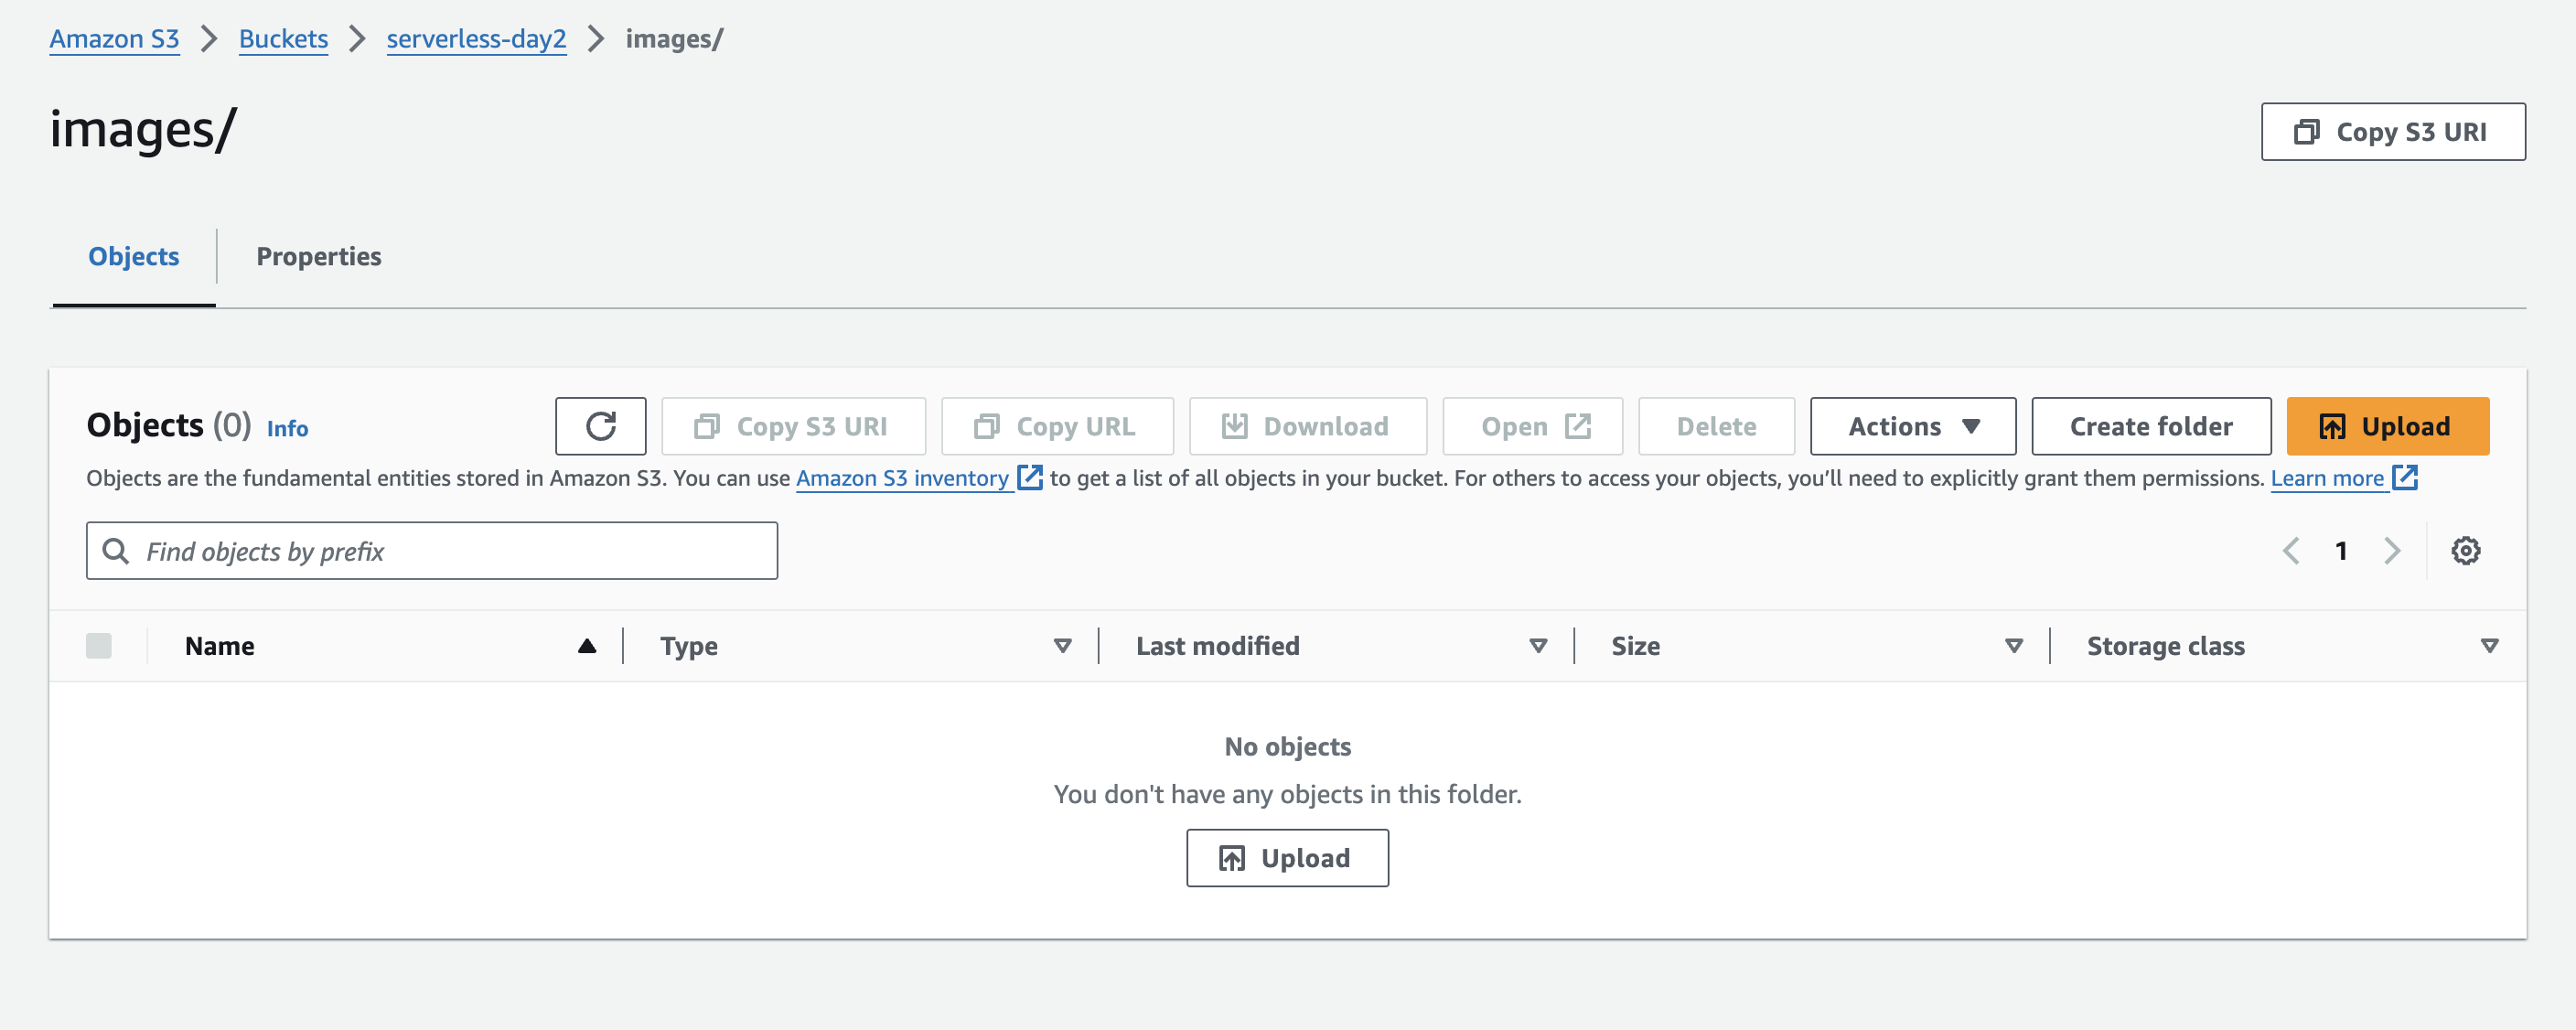 Amazon S3 > Buckets > serverless-day2 > images/
images/
Copy S3 URI
Objects
Properties
Objects (0) Info
Copy S3 URI
Copy URL
Download
Open
Delete
Actions
Create folder
Upload
Objects are the fundamental entities stored in Amazon S3. You can use Amazon S3 inventory to get a list of all objects in your bucket. For others to access your objects, you’ll need to explicitly grant them permissions. Learn more
Find objects by prefix
1
Name
Type
Last modified
Size
Storage class
No objects
You don't have any objects in this folder.
Upload